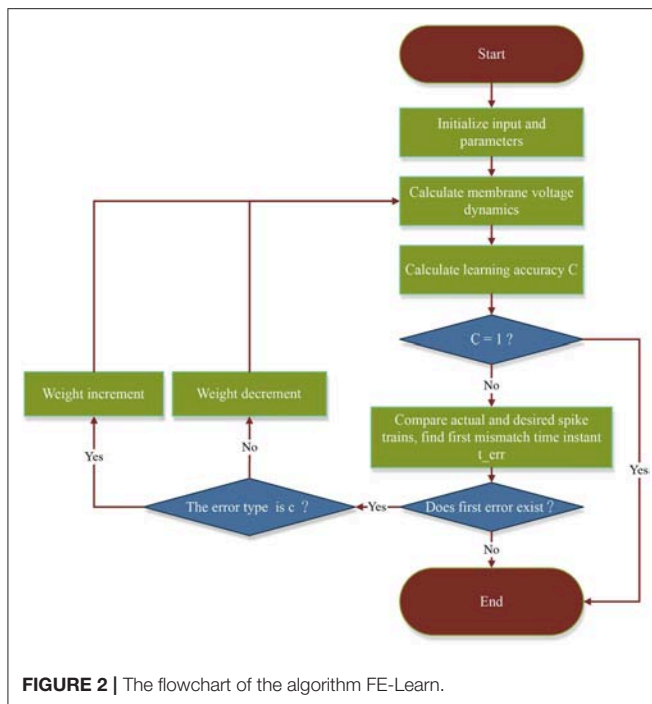 Start
Initialize input and
parameters
Calculate membrane voltage
dynamics
Calculate learning accuracy C
C = 1 ?
No
Yes
Compare actual and desired spike
trains, find first mismatch time instant
t_err
Does first error exist ?
Yes
No
The error type is c ?
Yes
No
Weight increment
Weight decrement
End
FIGURE 2 | The flowchart of the algorithm FE-Learn.